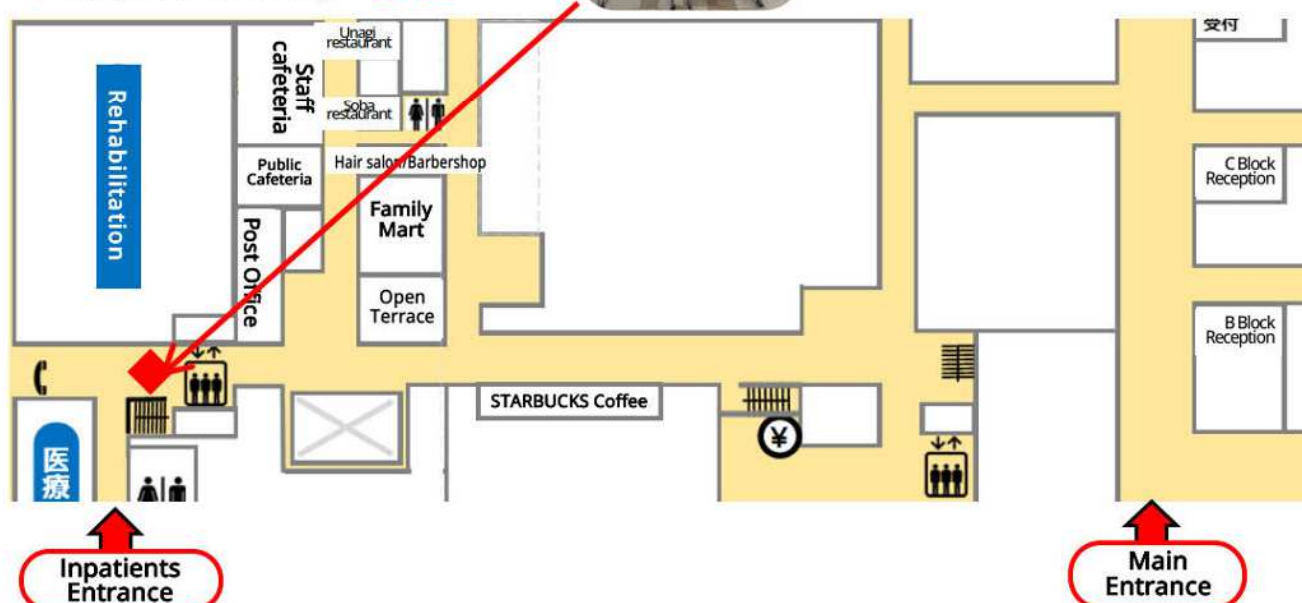 Unagi
restaurant
受付
Staff
cafeteria
Rehabilitation
Soba
restaurant
Public
Cafeteria
Hair salon/Barbershop
C Block
Reception
Family
Mart
Post Office
Open
Terrace
B Block
Reception
STARBUCKS Coffee
¥
医療
Inpatients
Entrance
Main
Entrance